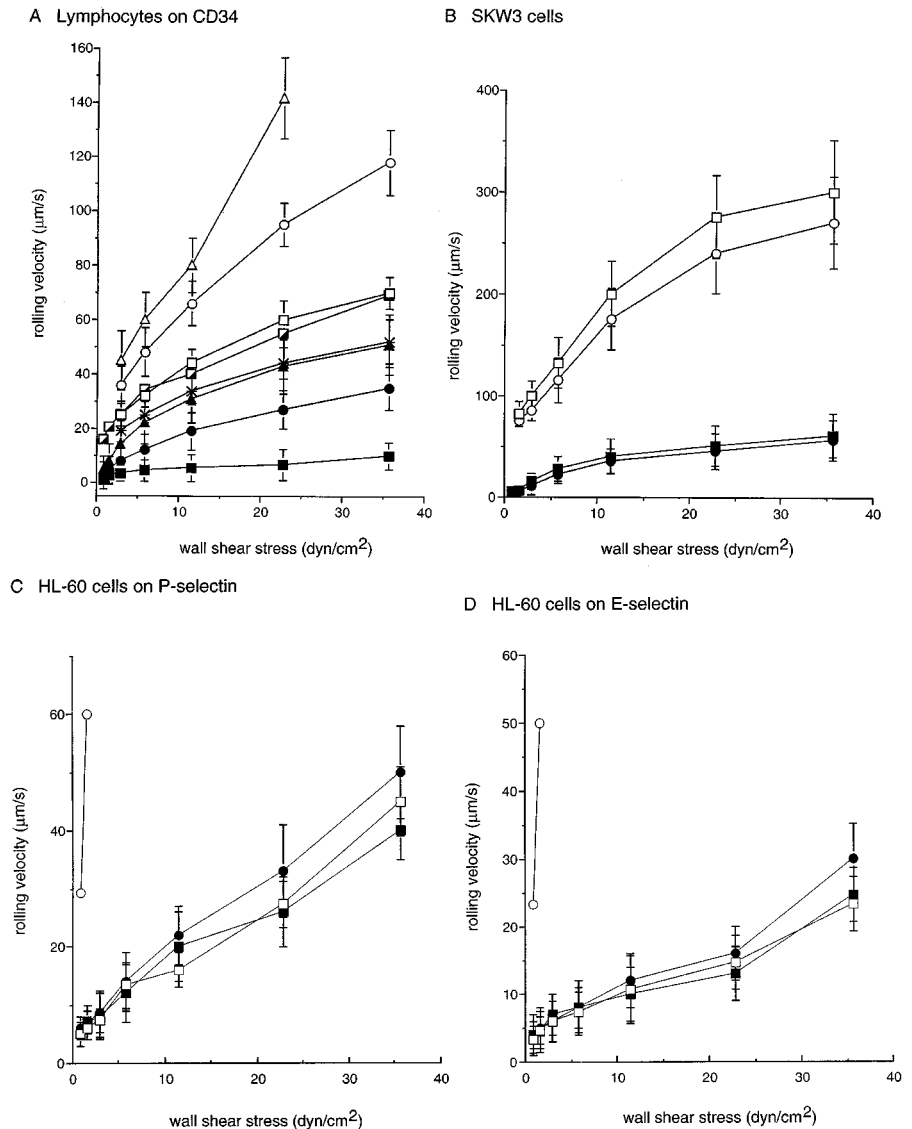 A Lymphocytes on CD34
160
140
120
100
80
60
40
20
0
rolling velocity (µm/s)
0 10 20 30 40
wall shear stress (dyn/cm²)
B SKW3 cells
400
300
200
100
0
rolling velocity (µm/s)
0 10 20 30 40
wall shear stress (dyn/cm²)
C HL-60 cells on P-selectin
60
40
20
0
rolling velocity (µm/s)
0 10 20 30 40
wall shear stress (dyn/cm²)
D HL-60 cells on E-selectin
60
50
40
30
20
10
0
rolling velocity (µm/s)
0 10 20 30 40
wall shear stress (dyn/cm²)